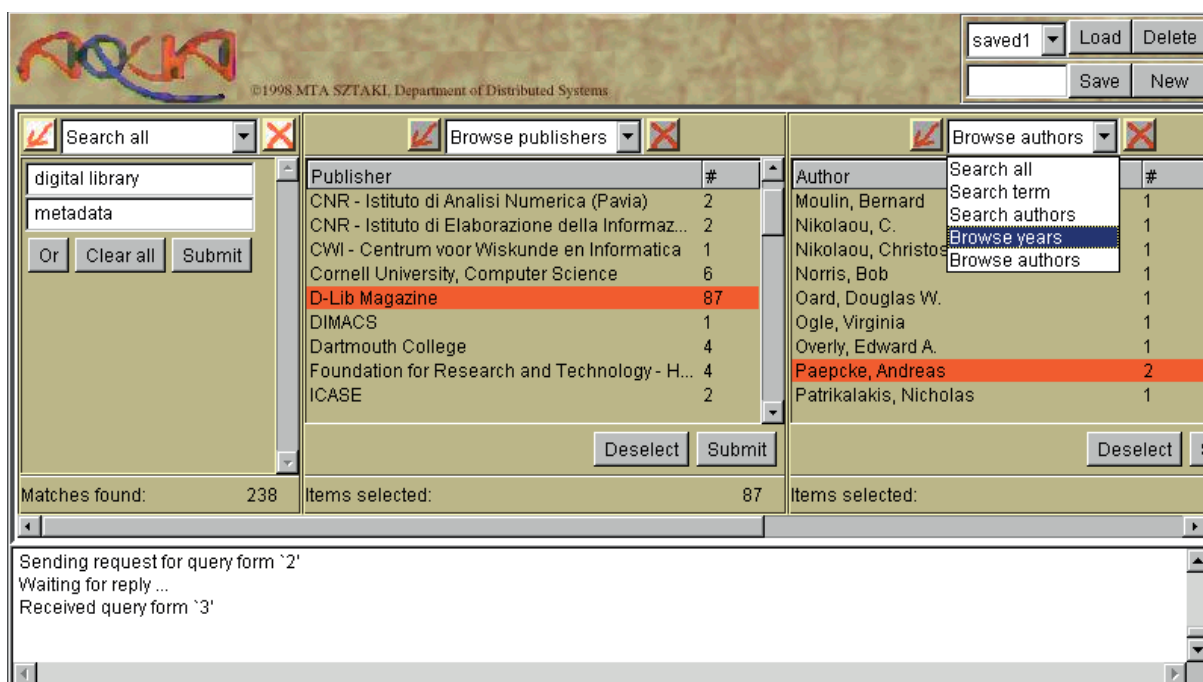 AQUA
©1998 MTA SZTAKI, Department of Distributed Systems
saved1 Load Delete
Save New
Search all
digital library
metadata
Or Clear all Submit
Matches found: 238
Browse publishers
Publisher #
CNR - Istituto di Analisi Numerica (Pavia) 2
CNR - Istituto di Elaborazione della Informaz... 2
CWI - Centrum voor Wiskunde en Informatica 1
Cornell University, Computer Science 6
D-Lib Magazine 87
DIMACS 1
Dartmouth College 4
Foundation for Research and Technology - H... 4
ICASE 2
Deselect Submit
Items selected: 87
Browse authors
Search all
Search term
Search authors
Browse years
Browse authors
Author #
Moulin, Bernard 1
Nikolaou, C. 1
Nikolaou, Christos 1
Norris, Bob 1
Oard, Douglas W. 1
Ogle, Virginia 1
Overly, Edward A. 1
Paepcke, Andreas 2
Patrikalakis, Nicholas 1
Deselect
Items selected:
Sending request for query form `2'
Waiting for reply ...
Received query form `3'